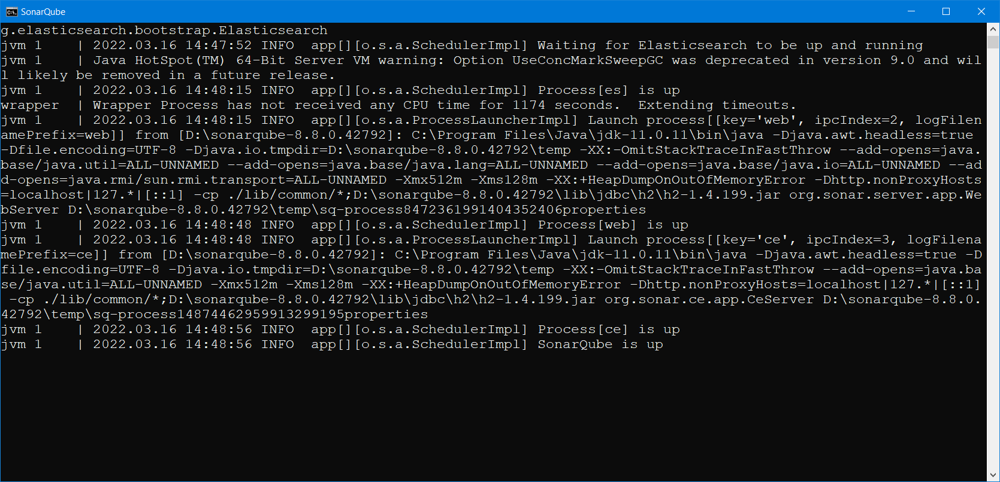 SonarQube
g.elasticsearch.bootstrap.Elasticsearch
jvm 1    | 2022.03.16 14:47:52 INFO  app[][o.s.a.SchedulerImpl] Waiting for Elasticsearch to be up and running
jvm 1    | Java HotSpot(TM) 64-Bit Server VM warning: Option UseConcMarkSweepGC was deprecated in version 9.0 and wil
l likely be removed in a future release.
jvm 1    | 2022.03.16 14:48:15 INFO  app[][o.s.a.SchedulerImpl] Process[es] is up
wrapper  | Wrapper Process has not received any CPU time for 1174 seconds.  Extending timeouts.
jvm 1    | 2022.03.16 14:48:15 INFO  app[][o.s.a.ProcessLauncherImpl] Launch process[[key='web', ipcIndex=2, logFilen
amePrefix=web]] from [D:\sonarqube-8.8.0.42792]: C:\Program Files\Java\jdk-11.0.11\bin\java -Djava.awt.headless=true
-Dfile.encoding=UTF-8 -Djava.io.tmpdir=D:\sonarqube-8.8.0.42792\temp -XX:-OmitStackTraceInFastThrow --add-opens=java.
base/java.util=ALL-UNNAMED --add-opens=java.base/java.lang=ALL-UNNAMED --add-opens=java.base/java.io=ALL-UNNAMED --ad
d-opens=java.rmi/sun.rmi.transport=ALL-UNNAMED -Xmx512m -Xms128m -XX:+HeapDumpOnOutOfMemoryError -Dhttp.nonProxyHosts
=localhost|127.*|[::1] -cp ./lib/common/*;D:\sonarqube-8.8.0.42792\lib\jdbc\h2\h2-1.4.199.jar org.sonar.server.app.We
bServer D:\sonarqube-8.8.0.42792\temp\sq-process8472361991404352406properties
jvm 1    | 2022.03.16 14:48:48 INFO  app[][o.s.a.SchedulerImpl] Process[web] is up
jvm 1    | 2022.03.16 14:48:48 INFO  app[][o.s.a.ProcessLauncherImpl] Launch process[[key='ce', ipcIndex=3, logFilena
mePrefix=ce]] from [D:\sonarqube-8.8.0.42792]: C:\Program Files\Java\jdk-11.0.11\bin\java -Djava.awt.headless=true -D
file.encoding=UTF-8 -Djava.io.tmpdir=D:\sonarqube-8.8.0.42792\temp -XX:-OmitStackTraceInFastThrow --add-opens=java.ba
se/java.util=ALL-UNNAMED -Xmx512m -Xms128m -XX:+HeapDumpOnOutOfMemoryError -Dhttp.nonProxyHosts=localhost|127.*|[::1]
 -cp ./lib/common/*;D:\sonarqube-8.8.0.42792\lib\jdbc\h2\h2-1.4.199.jar org.sonar.ce.app.CeServer D:\sonarqube-8.8.0.
42792\temp\sq-process14874462959913299195properties
jvm 1    | 2022.03.16 14:48:56 INFO  app[][o.s.a.SchedulerImpl] Process[ce] is up
jvm 1    | 2022.03.16 14:48:56 INFO  app[][o.s.a.SchedulerImpl] SonarQube is up